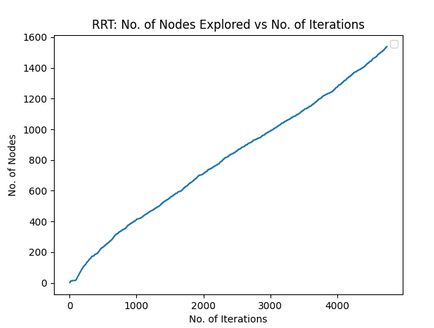 RRT: No. of Nodes Explored vs No. of Iterations
1600
1400
1200
1000
800
600
400
200
0
No. of Nodes
0 1000 2000 3000 4000
No. of Iterations